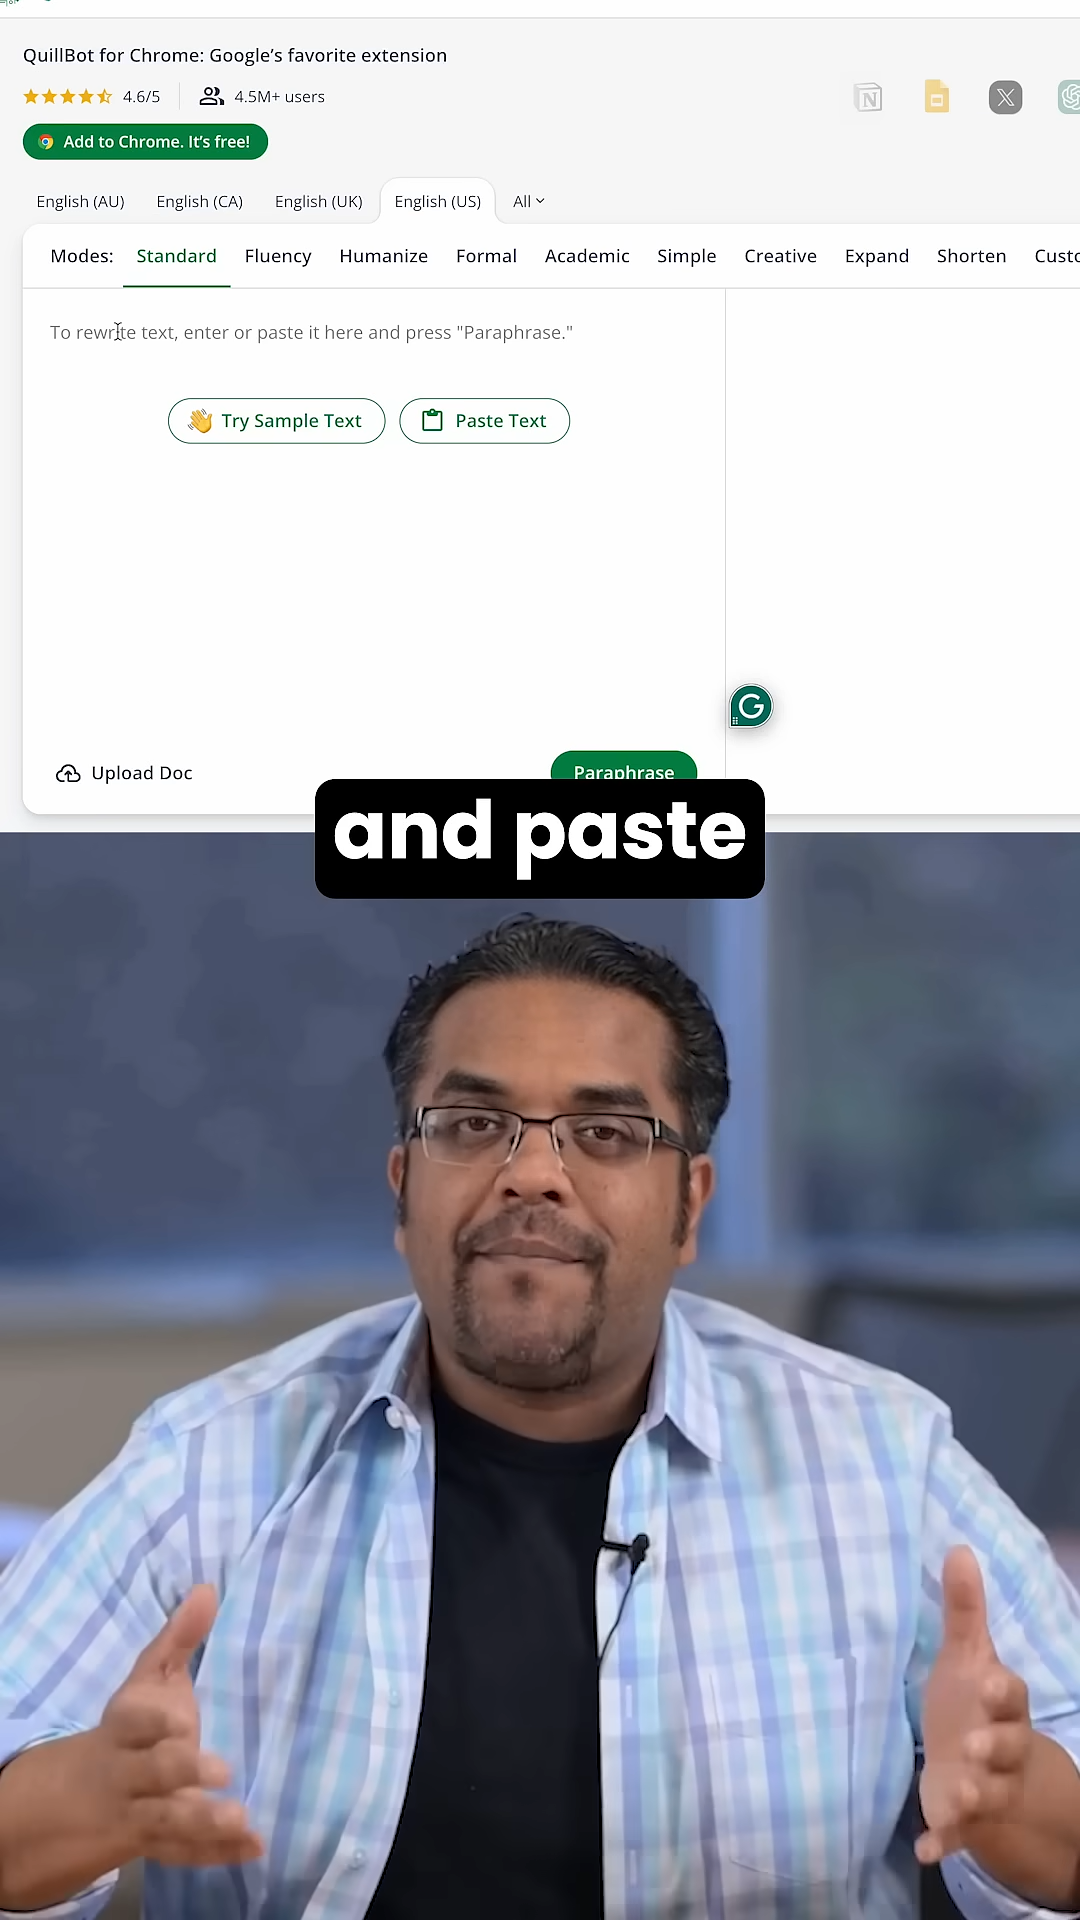 QuillBot for Chrome: Google's favorite extension
4.6/5 4.5M+ users
Add to Chrome. It's free!
English (AU) English (CA) English (UK) English (US) All
Modes: Standard Fluency Humanize Formal Academic Simple Creative Expand Shorten
To rewrite text, enter or paste it here and press "Paraphrase."
Try Sample Text Paste Text
G
Upload Doc Paraphrase
and paste